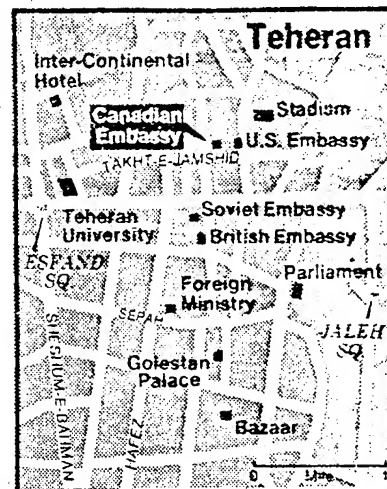 Teheran
Inter-Continental
Hotel
Canadian
Embassy
Stadium
U.S. Embassy
TAKHT-E-JAMSHID
Teheran
University
Soviet Embassy
British Embassy
ESFAND
SQ.
Foreign
Ministry
Parliament
SEPAH
JALEH
SQ.
Golestan
Palace
HAFEZ
Bazaar
0 Mile